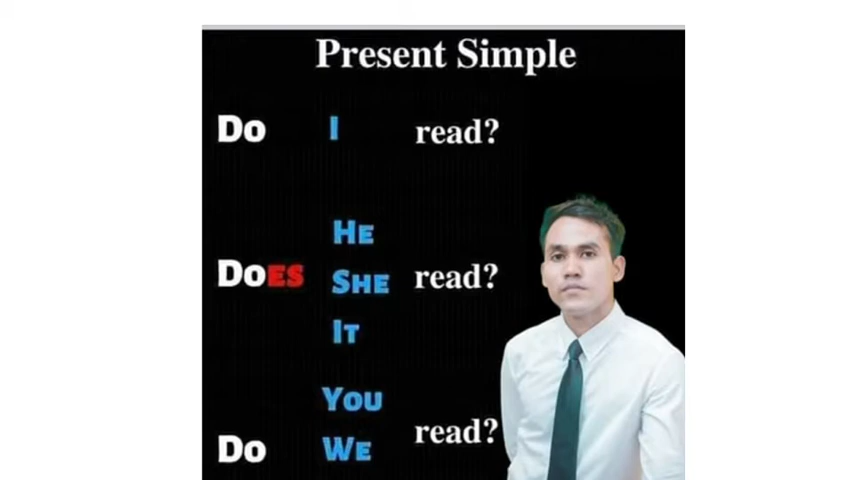 Present Simple
Do I read?
He
Does She read?
It
You
Do We read?